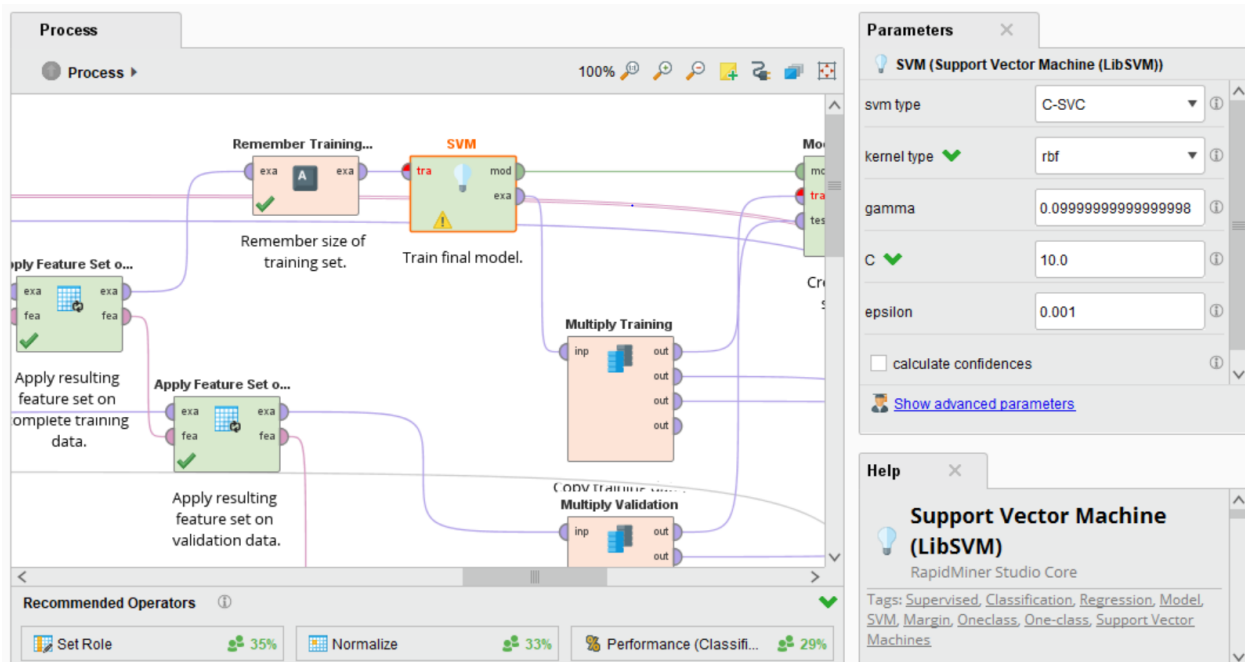 Process
Process
100%
Remember Training...
exa
A
exa
Remember size of
training set.
SVM
tra
mod
exa
Train final model.
tra
tes
ply Feature Set o...
exa
exa
fea
fea
Apply resulting
feature set on
omplete training
data.
Apply Feature Set o...
exa
exa
fea
fea
Apply resulting
feature set on
validation data.
Multiply Training
inp
out
out
out
out
Multiply Validation
inp
out
out
Recommended Operators
Set Role
35%
Normalize
33%
Performance (Classifi...
29%
Parameters
SVM (Support Vector Machine (LibSVM))
svm type
C-SVC
kernel type
rbf
gamma
0.09999999999999998
C
10.0
epsilon
0.001
calculate confidences
Show advanced parameters
Help
Support Vector Machine
(LibSVM)
RapidMiner Studio Core
Tags: Supervised, Classification, Regression, Model,
SVM, Margin, Oneclass, One-class, Support Vector
Machines